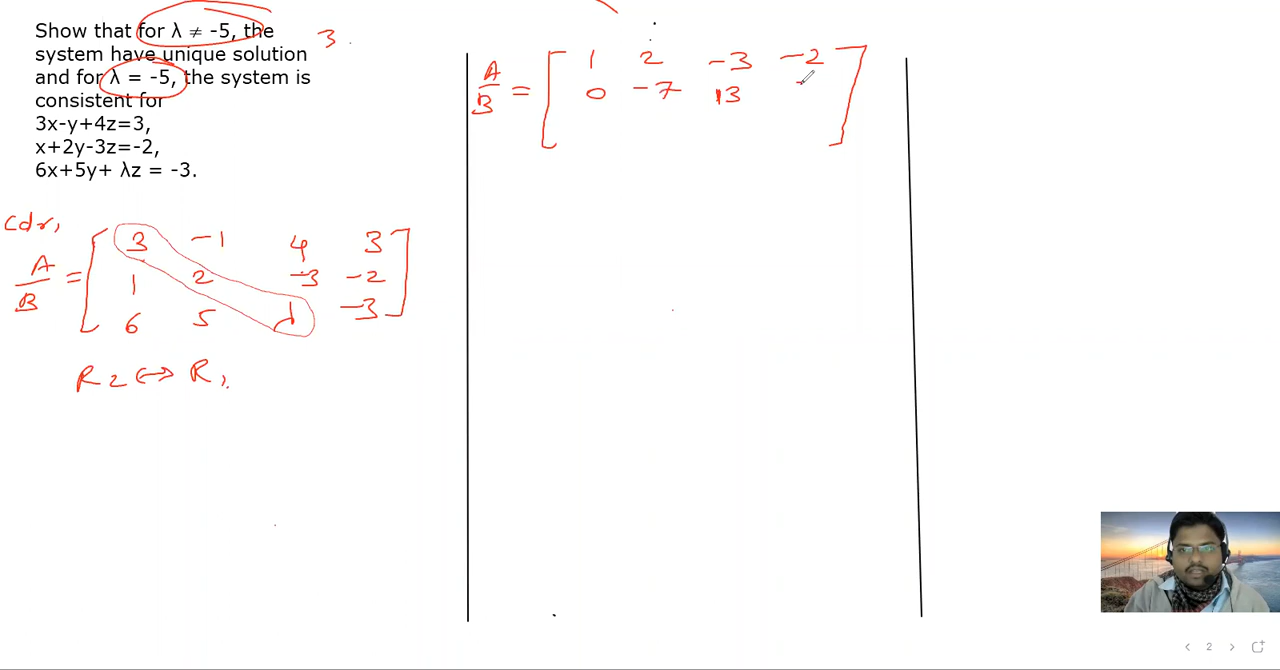 Show that for λ ≠ -5, the
system have unique solution
and for λ = -5, the system is
consistent for
3x-y+4z=3,
x+2y-3z=-2,
6x+5y+ λz = -3.
3
A/B = [ 1 2 -3 -2
0 -7 13 ]
A/B = [ 3 -1 4 3
1 2 -3 -2
6 5 λ -3 ]
R2 ↔ R1
2